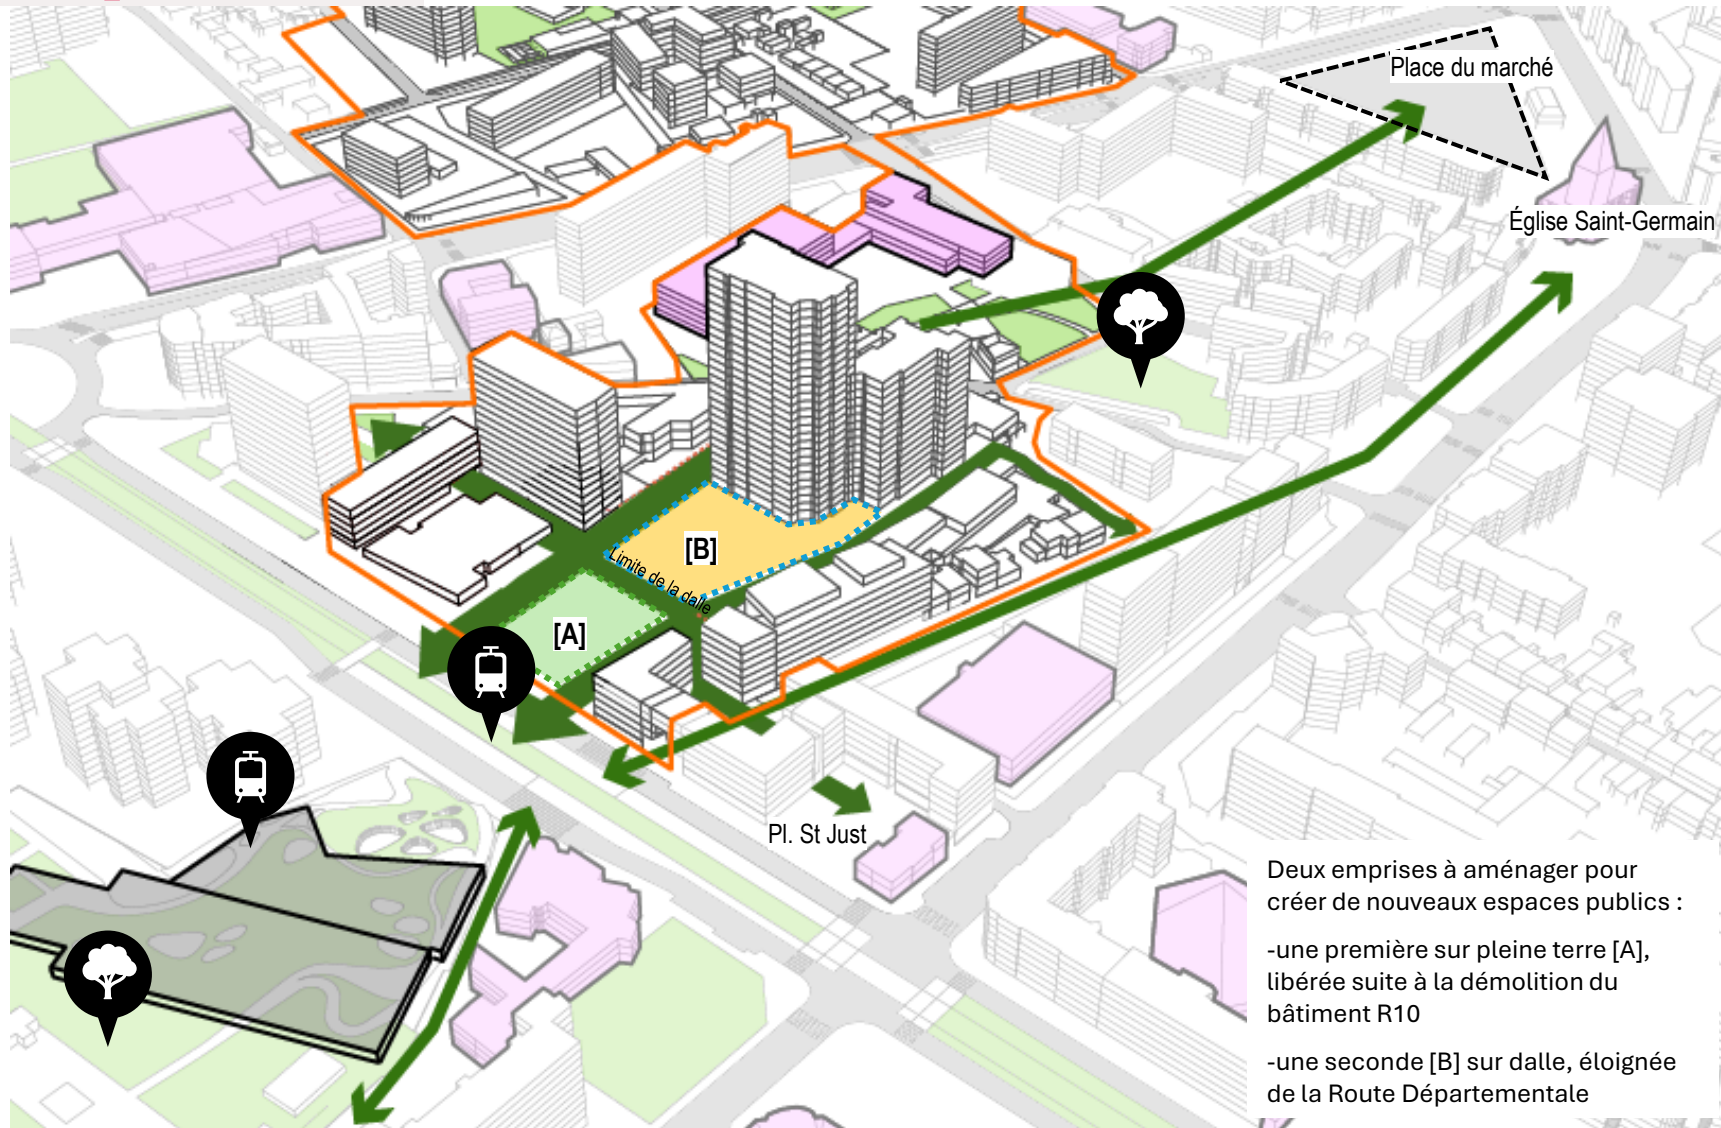 Place du marché
Église Saint-Germain
[B]
Limite de la dalle
[A]
Pl. St Just
Deux emprises à aménager pour
créer de nouveaux espaces publics :
-une première sur pleine terre [A],
libérée suite à la démolition du
bâtiment R10
-une seconde [B] sur dalle, éloignée
de la Route Départementale